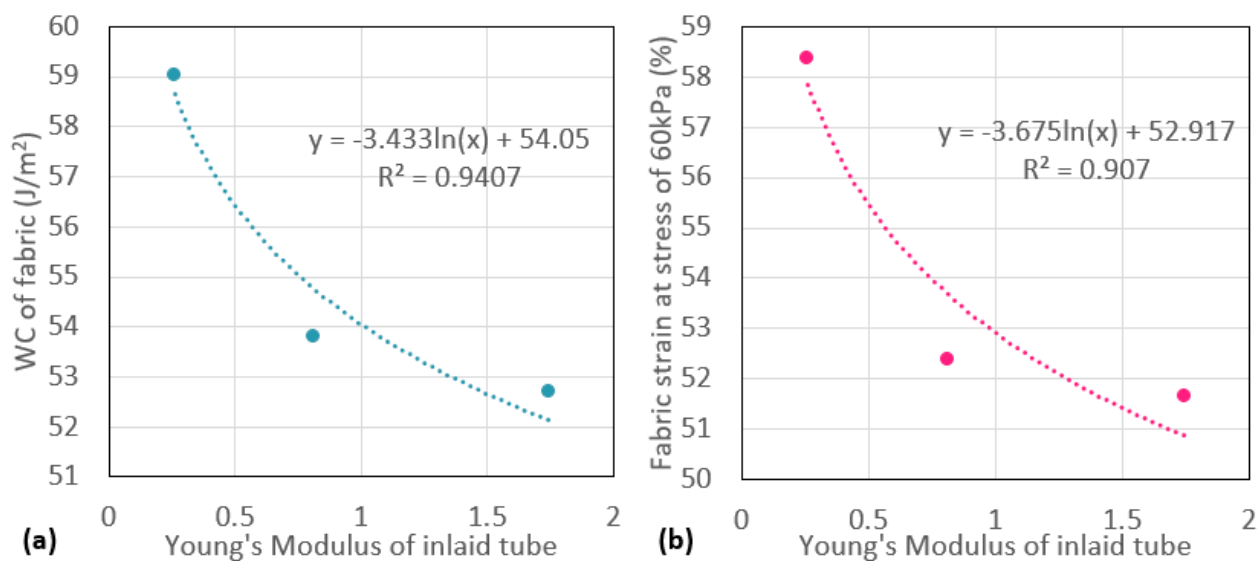 60
59
58
57
56
55
54
53
52
51
WC of fabric (J/m²)
y = -3.433ln(x) + 54.05
R² = 0.9407
0 0.5 1 1.5 2
(a) Young's Modulus of inlaid tube
59
58
57
56
55
54
53
52
51
50
Fabric strain at stress of 60kPa (%)
y = -3.675ln(x) + 52.917
R² = 0.907
0 0.5 1 1.5 2
(b) Young's Modulus of inlaid tube